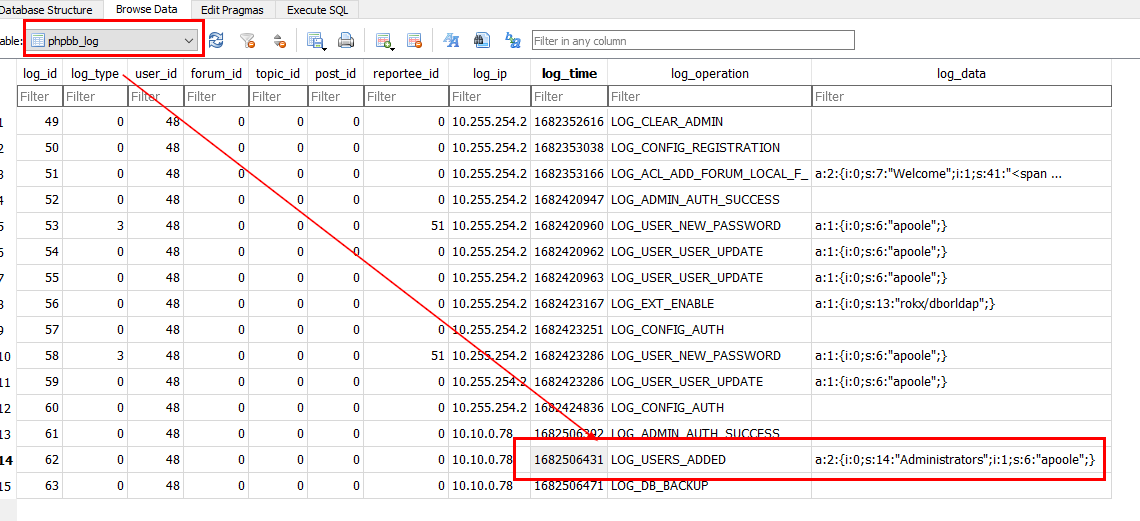 Database Structure Browse Data Edit Pragmas Execute SQL
able: phpbb_log Filter in any column
log_id log_type user_id forum_id topic_id post_id reportee_id log_ip log_time log_operation log_data
Filter Filter Filter Filter Filter Filter Filter Filter Filter Filter Filter
1 49 0 48 0 0 0 0 10.255.254.2 1682352616 LOG_CLEAR_ADMIN
2 50 0 48 0 0 0 0 10.255.254.2 1682353038 LOG_CONFIG_REGISTRATION
3 51 0 48 0 0 0 0 10.255.254.2 1682353166 LOG_ACL_ADD_FORUM_LOCAL_F_ a:2:{i:0;s:7:"Welcome";i:1;s:41:"<span ...
4 52 0 48 0 0 0 0 10.255.254.2 1682420947 LOG_ADMIN_AUTH_SUCCESS
5 53 3 48 0 0 0 51 10.255.254.2 1682420960 LOG_USER_NEW_PASSWORD a:1:{i:0;s:6:"apoole";}
6 54 0 48 0 0 0 0 10.255.254.2 1682420962 LOG_USER_USER_UPDATE a:1:{i:0;s:6:"apoole";}
7 55 0 48 0 0 0 0 10.255.254.2 1682420963 LOG_USER_USER_UPDATE a:1:{i:0;s:6:"apoole";}
8 56 0 48 0 0 0 0 10.255.254.2 1682423167 LOG_EXT_ENABLE a:1:{i:0;s:13:"rokx/dborldap";}
9 57 0 48 0 0 0 0 10.255.254.2 1682423251 LOG_CONFIG_AUTH
10 58 3 48 0 0 0 51 10.255.254.2 1682423286 LOG_USER_NEW_PASSWORD a:1:{i:0;s:6:"apoole";}
11 59 0 48 0 0 0 0 10.255.254.2 1682423286 LOG_USER_USER_UPDATE a:1:{i:0;s:6:"apoole";}
12 60 0 48 0 0 0 0 10.255.254.2 1682424836 LOG_CONFIG_AUTH
13 61 0 48 0 0 0 0 10.10.0.78 1682506392 LOG_ADMIN_AUTH_SUCCESS
14 62 0 48 0 0 0 0 10.10.0.78 1682506431 LOG_USERS_ADDED a:2:{i:0;s:14:"Administrators";i:1;s:6:"apoole";}
15 63 0 48 0 0 0 0 10.10.0.78 1682506471 LOG_DB_BACKUP